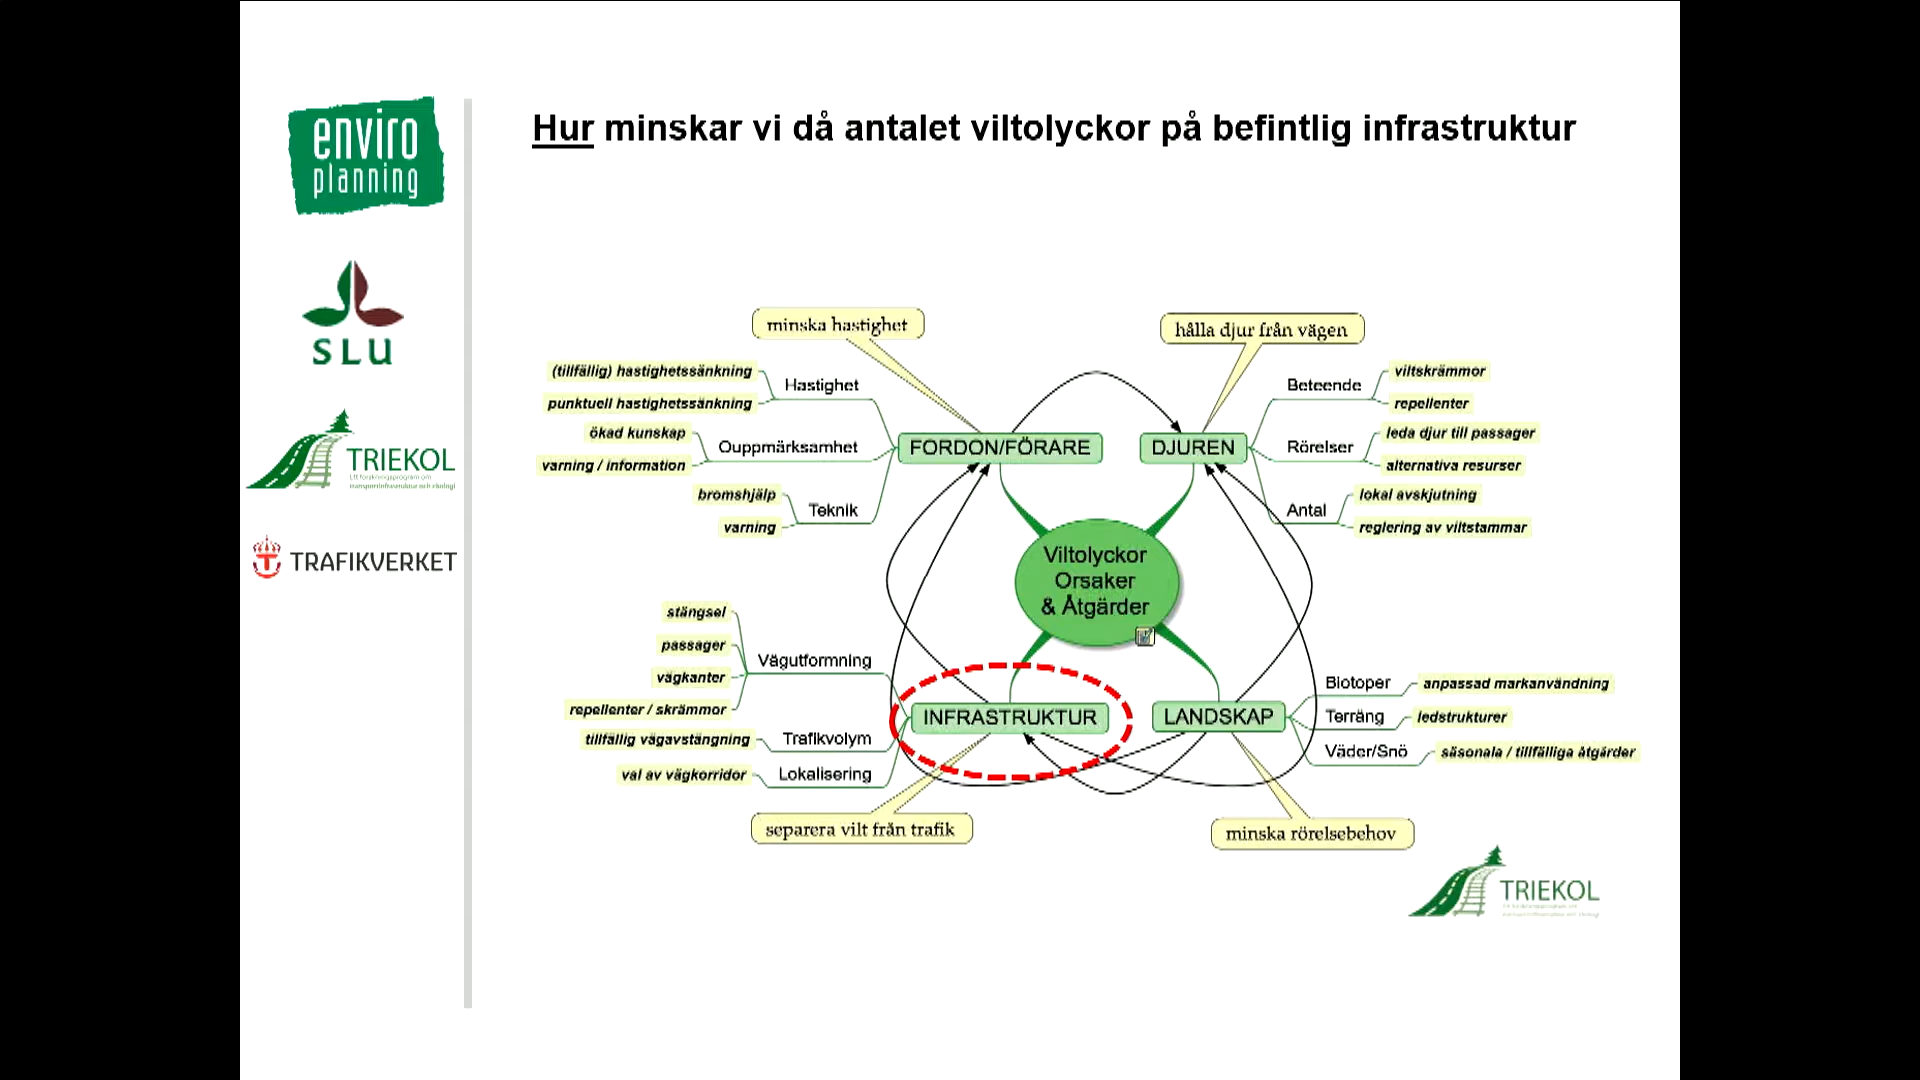 enviro
planning
SLU
TRIEKOL
TRAFIKVERKET
Hur minskar vi då antalet viltolyckor på befintlig infrastruktur
minska hastighet
hålla djur från vägen
(tillfällig) hastighetssänkning
punktuell hastighetssänkning
Hastighet
ökad kunskap
varning / information
Ouppmärksamhet
bromshjälp
varning
Teknik
FORDON/FÖRARE
DJUREN
Beteende
viltskrämmor
repellenter
Rörelser
leda djur till passager
alternativa resurser
Antal
lokal avskjutning
reglering av viltstammar
Viltolyckor
Orsaker
& Åtgärder
stängsel
passager
vägkanter
repellenter / skrämmor
Vägutformning
tillfällig vägavstängning
Trafikvolym
val av vägkorridor
Lokalisering
INFRASTRUKTUR
LANDSKAP
Biotoper
anpassad markanvändning
Terräng
ledstrukturer
Väder/Snö
säsonala / tillfälliga åtgärder
separera vilt från trafik
minska rörelsebehov
TRIEKOL